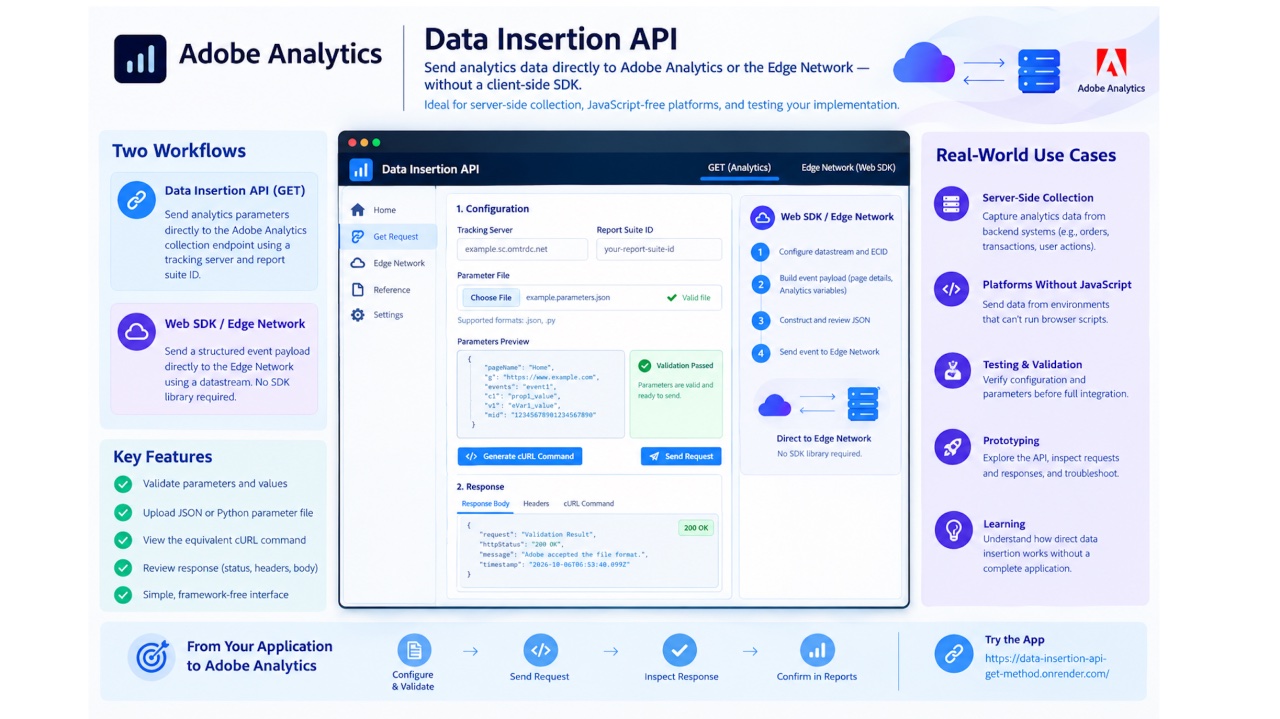 Adobe Analytics
Data Insertion API
Send analytics data directly to Adobe Analytics or the Edge Network —
without a client-side SDK.
Ideal for server-side collection, JavaScript-free platforms, and testing your implementation.
Adobe Analytics
Two Workflows
Data Insertion API (GET)
Send analytics parameters
directly to the Adobe Analytics
collection endpoint using a
tracking server and report
suite ID.
Web SDK / Edge Network
Send a structured event payload
directly to the Edge Network
using a datastream. No SDK
library required.
Key Features
Validate parameters and values
Upload JSON or Python parameter file
View the equivalent cURL command
Review response (status, headers, body)
Simple, framework-free interface
Data Insertion API
GET (Analytics)
Edge Network (Web SDK)
Home
Get Request
Edge Network
Reference
Settings
1. Configuration
Tracking Server
Report Suite ID
example.sc.omtrdc.net
your-report-suite-id
Parameter File
Choose File
example.parameters.json
Valid file
Supported formats: .json, .py
Parameters Preview
{
"pageName": "Home",
"g": "https://www.example.com",
"events": "event1",
"c1": "prop1_value",
"v1": "eVar1_value",
"mid": "12345678901234567890"
}
Validation Passed
Parameters are valid and
ready to send.
</> Generate cURL Command
Send Request
2. Response
Response Body
Headers
cURL Command
{
"request": "Validation Result",
"httpStatus": "200 OK",
"message": "Adobe accepted the file format.",
"timestamp": "2026-10-06T06:53:40.099Z"
}
200 OK
Web SDK / Edge Network
1 Configure datastream and ECID
2 Build event payload (page details,
Analytics variables)
3 Construct and review JSON
4 Send event to Edge Network
Direct to Edge Network
No SDK library required.
Real-World Use Cases
Server-Side Collection
Capture analytics data from
backend systems (e.g., orders,
transactions, user actions).
</>
Platforms Without JavaScript
Send data from environments
that can't run browser scripts.
Testing & Validation
Verify configuration and
parameters before full integration.
Prototyping
Explore the API, inspect requests
and responses, and troubleshoot.
Learning
Understand how direct data
insertion works without a
complete application.
From Your Application
to Adobe Analytics
Configure
& Validate
</>
Send Request
Inspect Response
Confirm in Reports
Try the App
https://data-insertion-api-
get-method.onrender.com/